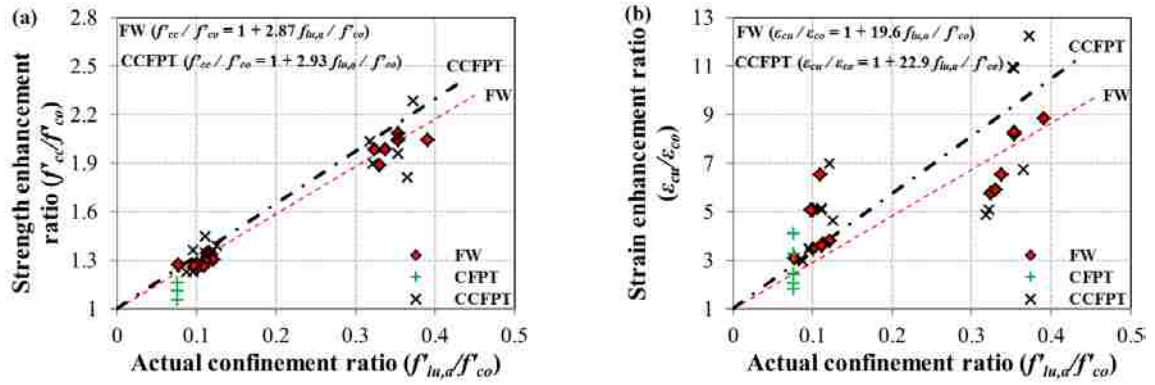 (a)
2.8
2.5
2.2
1.9
1.6
1.3
1
Strength enhancement
ratio (f'cc/f'co)
FW (f'cc / f'co = 1 + 2.87 flu,a / f'co)
CCFPT (f'cc / f'co = 1 + 2.93 flu,a / f'co)
CCFPT
FW
FW
CFPT
CCFPT
0 0.1 0.2 0.3 0.4 0.5
Actual confinement ratio (f'lu,a/f'co)
(b)
13
11
9
7
5
3
1
Strain enhancement ratio
(εcu/εco)
FW (εcu / εco = 1 + 19.6 flu,a / f'co)
CCFPT (εcu / εco = 1 + 22.9 flu,a / f'co)
CCFPT
FW
FW
CFPT
CCFPT
0 0.1 0.2 0.3 0.4 0.5
Actual confinement ratio (f'lu,a/f'co)